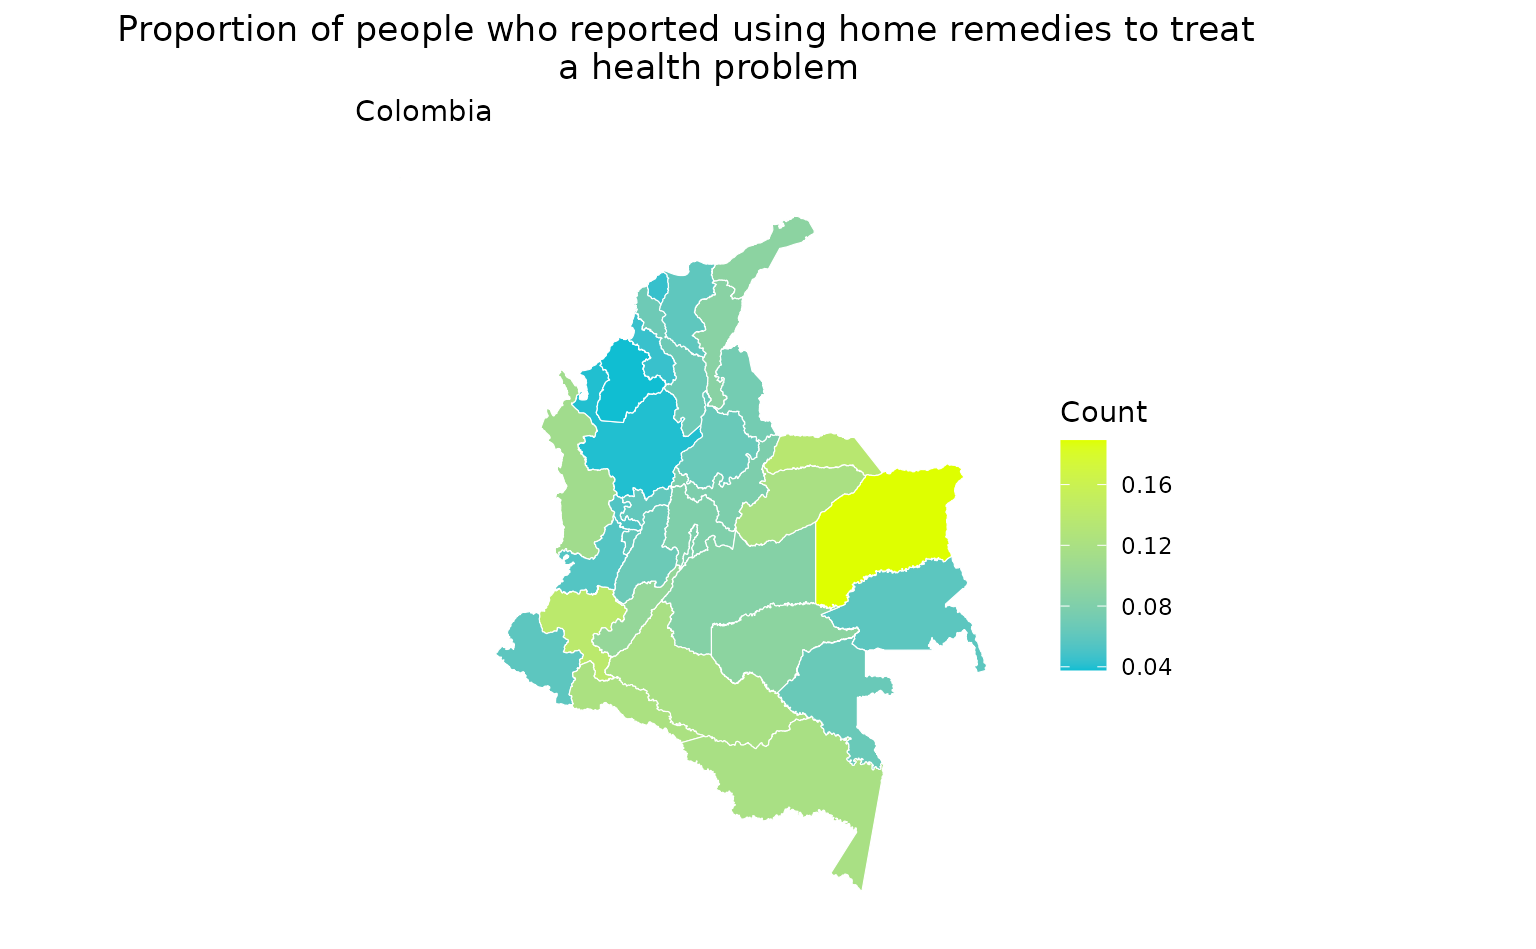 Proportion of people who reported using home remedies to treat
a health problem
Colombia
Count
0.16
0.12
0.08
0.04